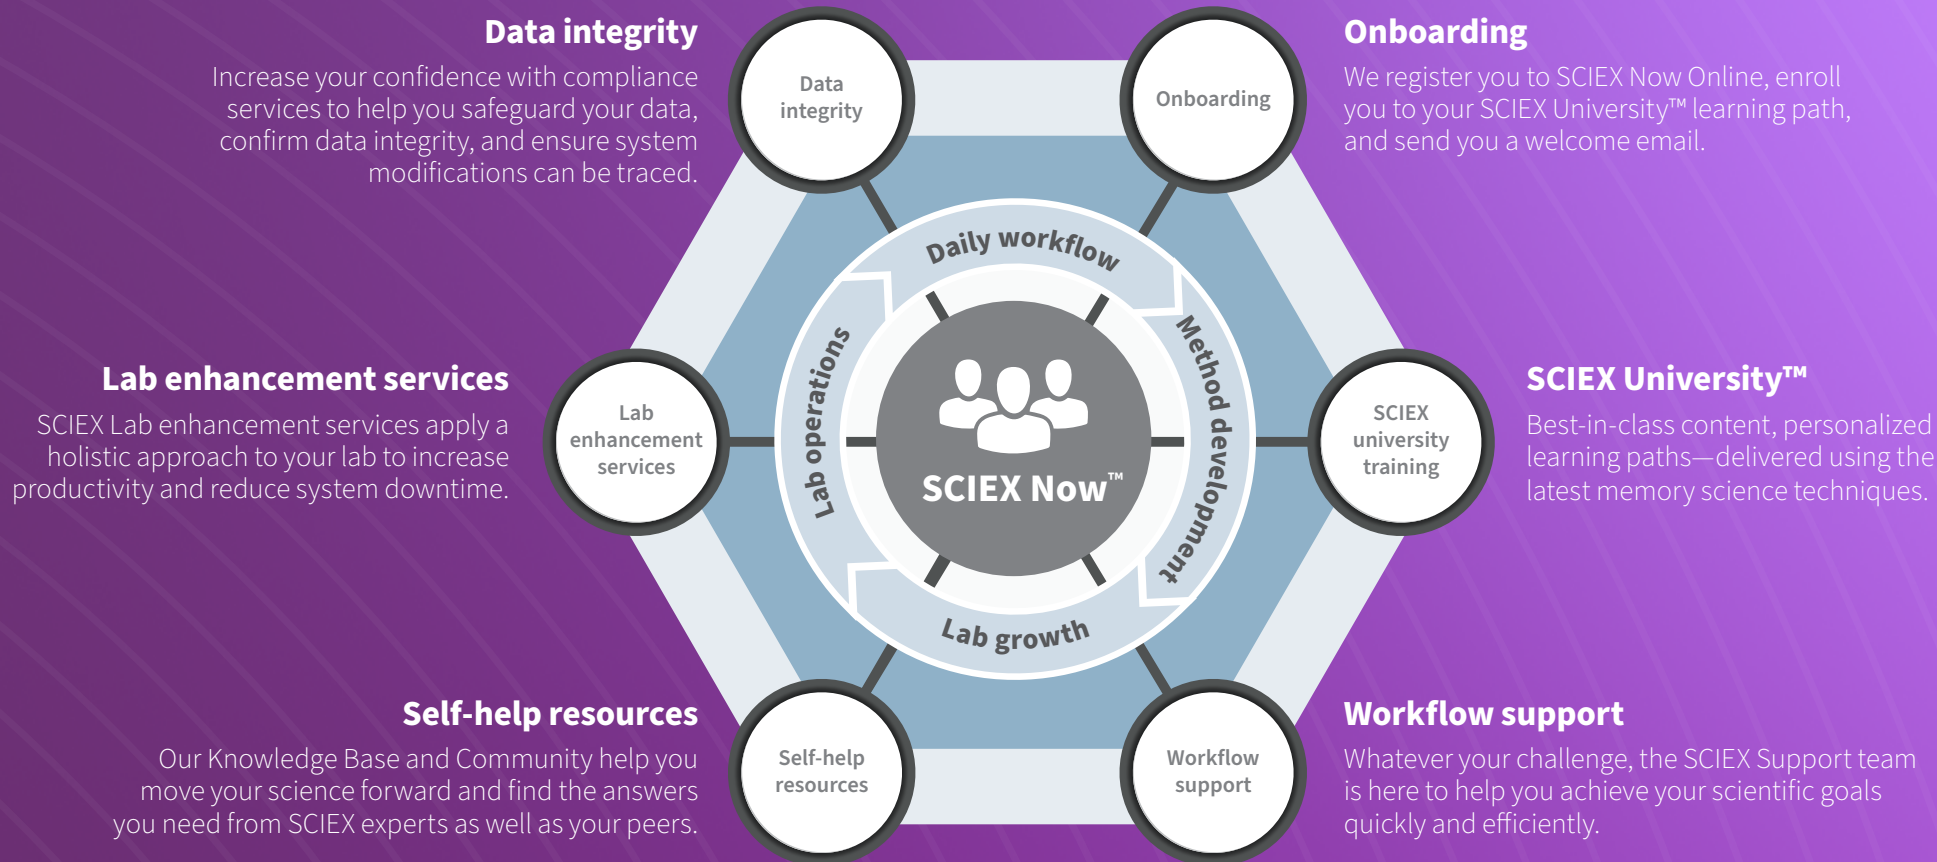 Data integrity
Increase your confidence with compliance
services to help you safeguard your data,
confirm data integrity, and ensure system
modifications can be traced.
Data
integrity
Onboarding
Onboarding
We register you to SCIEX Now Online, enroll
you to your SCIEX University™ learning path,
and send you a welcome email.
Daily workflow
Method development
Lab growth
Lab operations
SCIEX Now™
Lab enhancement services
SCIEX Lab enhancement services apply a
holistic approach to your lab to increase
productivity and reduce system downtime.
Lab
enhancement
services
SCIEX
university
training
SCIEX University™
Best-in-class content, personalized
learning paths—delivered using the
latest memory science techniques.
Self-help resources
Our Knowledge Base and Community help you
move your science forward and find the answers
you need from SCIEX experts as well as your peers.
Self-help
resources
Workflow
support
Workflow support
Whatever your challenge, the SCIEX Support team
is here to help you achieve your scientific goals
quickly and efficiently.